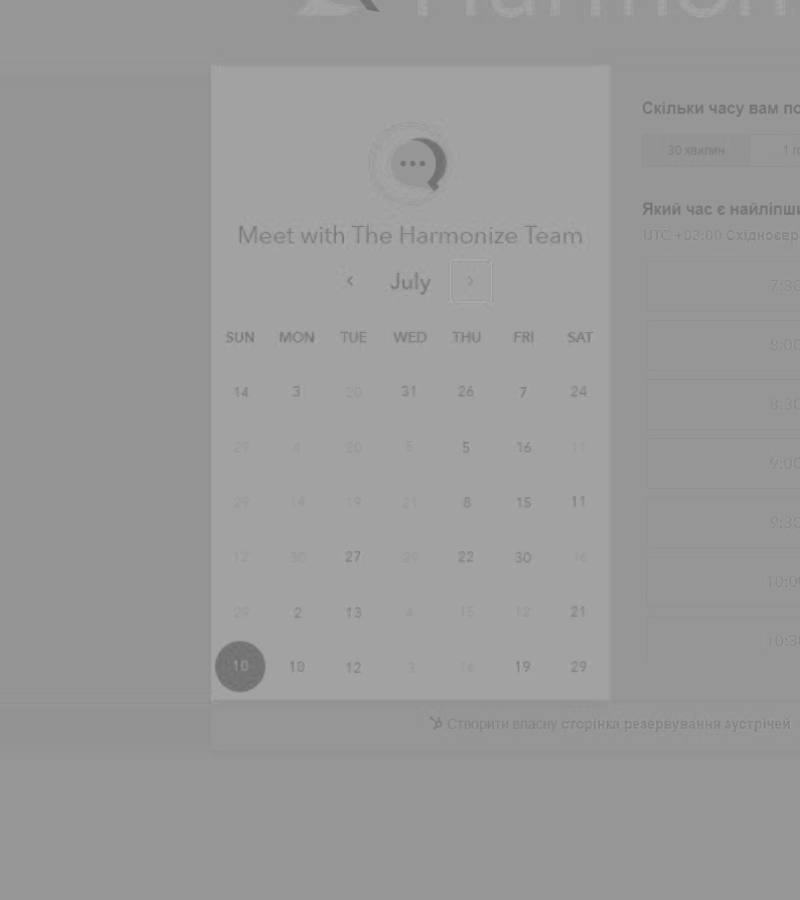 Harmon
Meet with The Harmonize Team
July
SUN MON TUE WED THU FRI SAT
14 3 20 31 26 7 24
29 4 20 5 5 16 11
29 14 19 21 8 15 11
12 30 27 29 22 30 16
29 2 13 4 15 12 21
10 10 12 3 14 19 29
Скільки часу вам по
30 хвилин 1 г
Який час є найліпши
UTC +03:00 Східноєвр
7:30
8:00
8:30
9:00
9:30
10:00
10:30
Створити власну сторінка резервування зустрічей